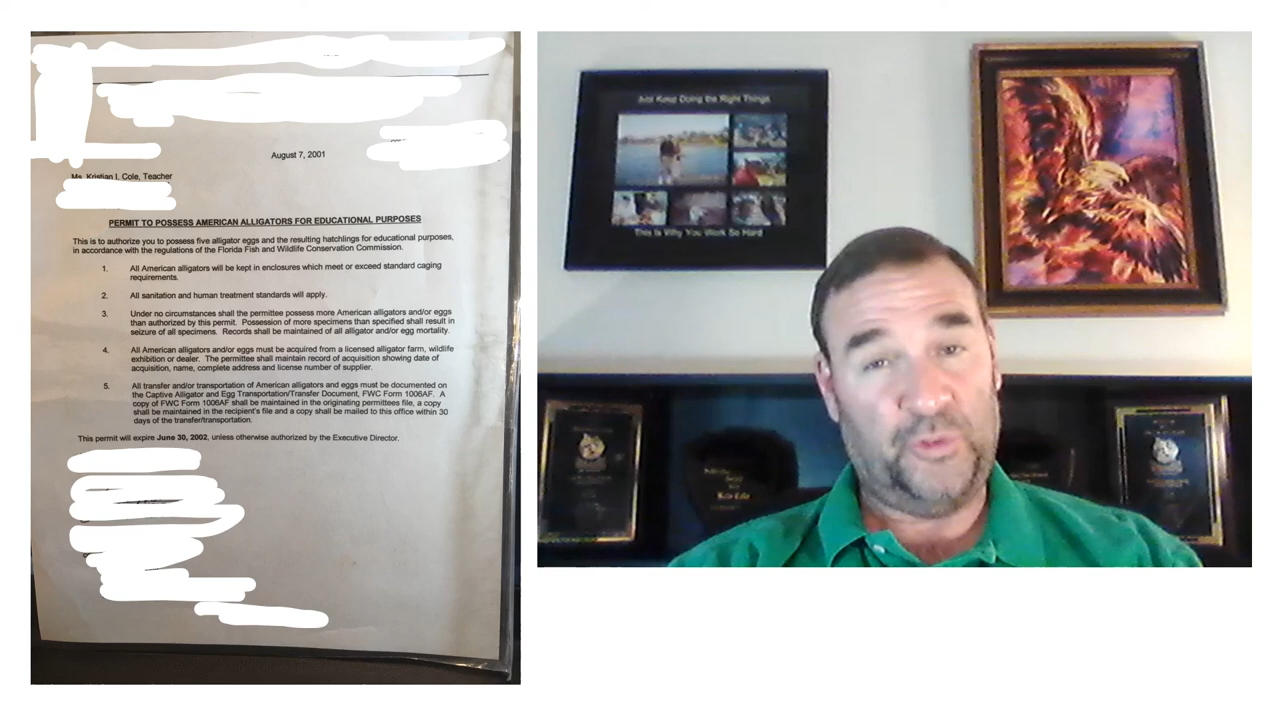 August 7, 2001
Ms. Kristian I. Cole, Teacher
PERMIT TO POSSESS AMERICAN ALLIGATORS FOR EDUCATIONAL PURPOSES
This is to authorize you to possess five alligator eggs and the resulting hatchlings for educational purposes,
in accordance with the regulations of the Florida Fish and Wildlife Conservation Commission.
1. All American alligators will be kept in enclosures which meet or exceed standard caging
requirements.
2. All sanitation and human treatment standards will apply.
3. Under no circumstances shall the permittee possess more American alligators and/or eggs
than authorized by this permit. Possession of more specimens than specified shall result in
seizure of all specimens. Records shall be maintained of all alligator and/or egg mortality.
4. All American alligators and/or eggs must be acquired from a licensed alligator farm, wildlife
exhibition or dealer. The permittee shall maintain record of acquisition showing date of
acquisition, name, complete address and license number of supplier.
5. All transfer and/or transportation of American alligators and eggs must be documented on
the Captive Alligator and Egg Transportation/Transfer Document, FWC Form 1006AF. A
copy of FWC Form 1006AF shall be maintained in the originating permittees file, a copy
shall be maintained in the recipient's file and a copy shall be mailed to this office within 30
days of the transfer/transportation.
This permit will expire June 30, 2002, unless otherwise authorized by the Executive Director.
Just Keep Doing the Right Things
This Is Why You Work So Hard
Cole